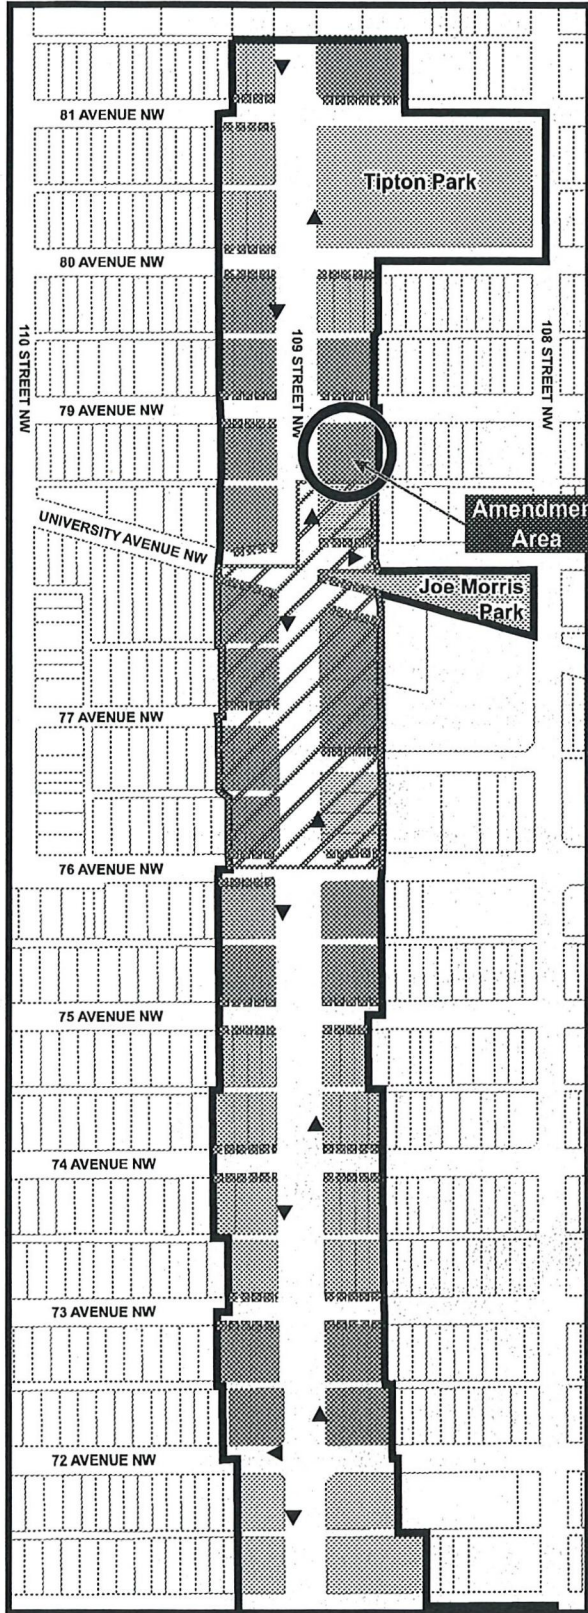 81 AVENUE NW
Tipton Park
80 AVENUE NW
110 STREET NW
109 STREET NW
108 STREET NW
79 AVENUE NW
UNIVERSITY AVENUE NW
Amendmen
Area
Joe Morris
Park
77 AVENUE NW
76 AVENUE NW
75 AVENUE NW
74 AVENUE NW
73 AVENUE NW
72 AVENUE NW